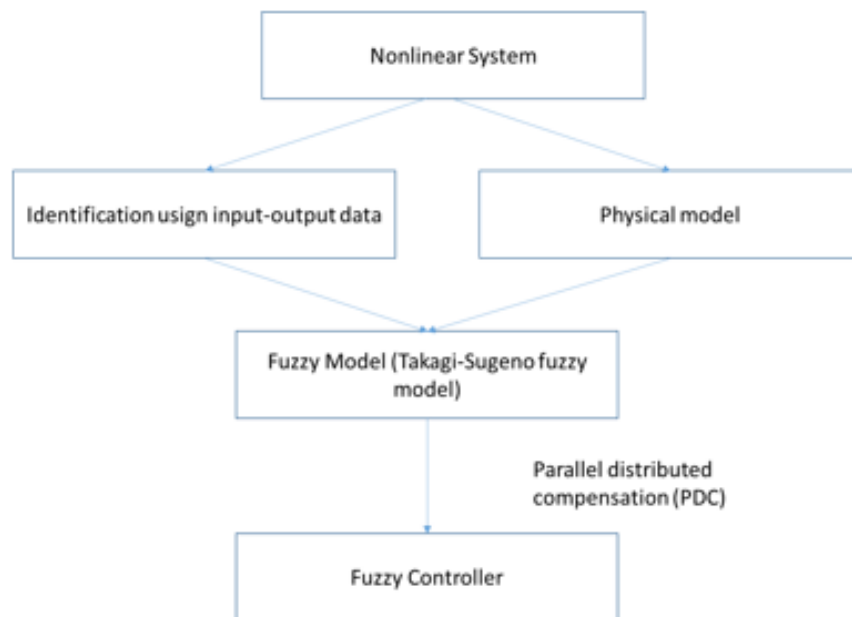 Nonlinear System
Identification usign input-output data
Physical model
Fuzzy Model (Takagi-Sugeno fuzzy
model)
Parallel distributed
compensation (PDC)
Fuzzy Controller